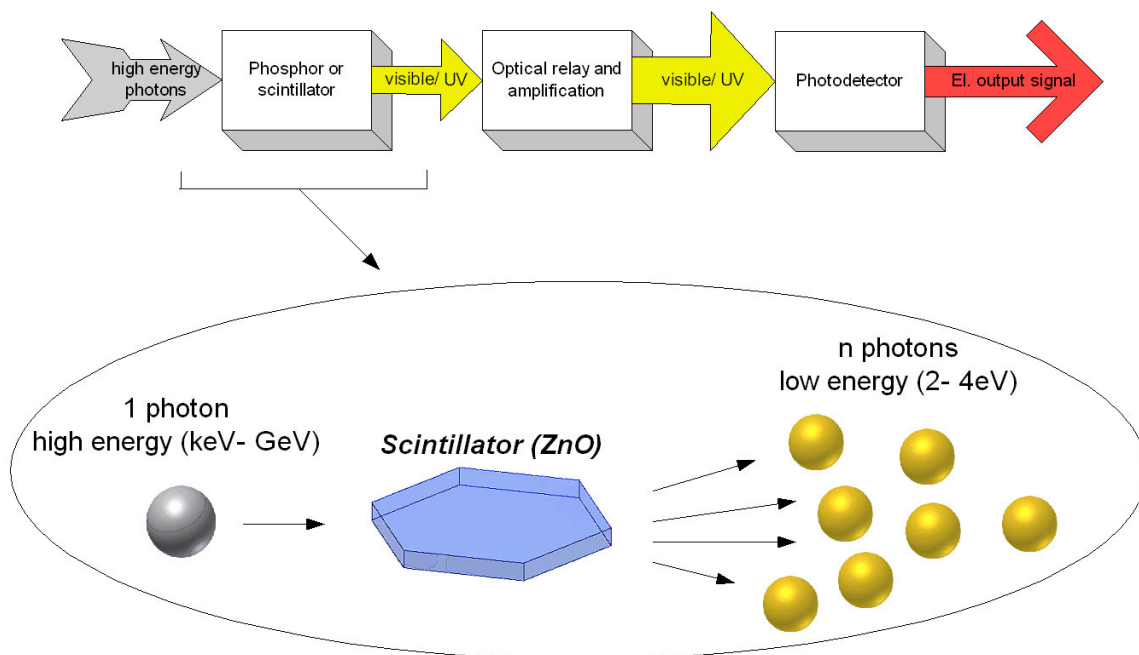 high energy
photons
Phosphor or
scintillator
visible/ UV
Optical relay and
amplification
visible/ UV
Photodetector
El. output signal
1 photon
high energy (keV- GeV)
Scintillator (ZnO)
n photons
low energy (2- 4eV)